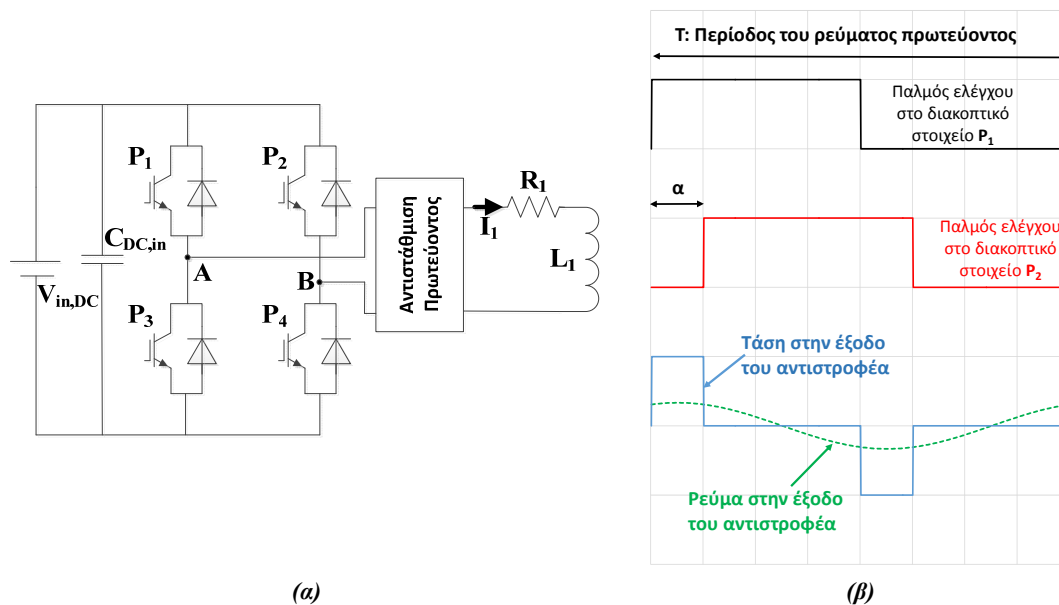 P1
P2
CDC,in
Vin,DC
A
B
P3
P4
Αντιστάθμιση
Πρωτεύοντος
I1
R1
L1
(α)
T: Περίοδος του ρεύματος πρωτεύοντος
Παλμός ελέγχου
στο διακοπτικό
στοιχείο P1
α
Παλμός ελέγχου
στο διακοπτικό
στοιχείο P2
Τάση στην έξοδο
του αντιστροφέα
Ρεύμα στην έξοδο
του αντιστροφέα
(β)